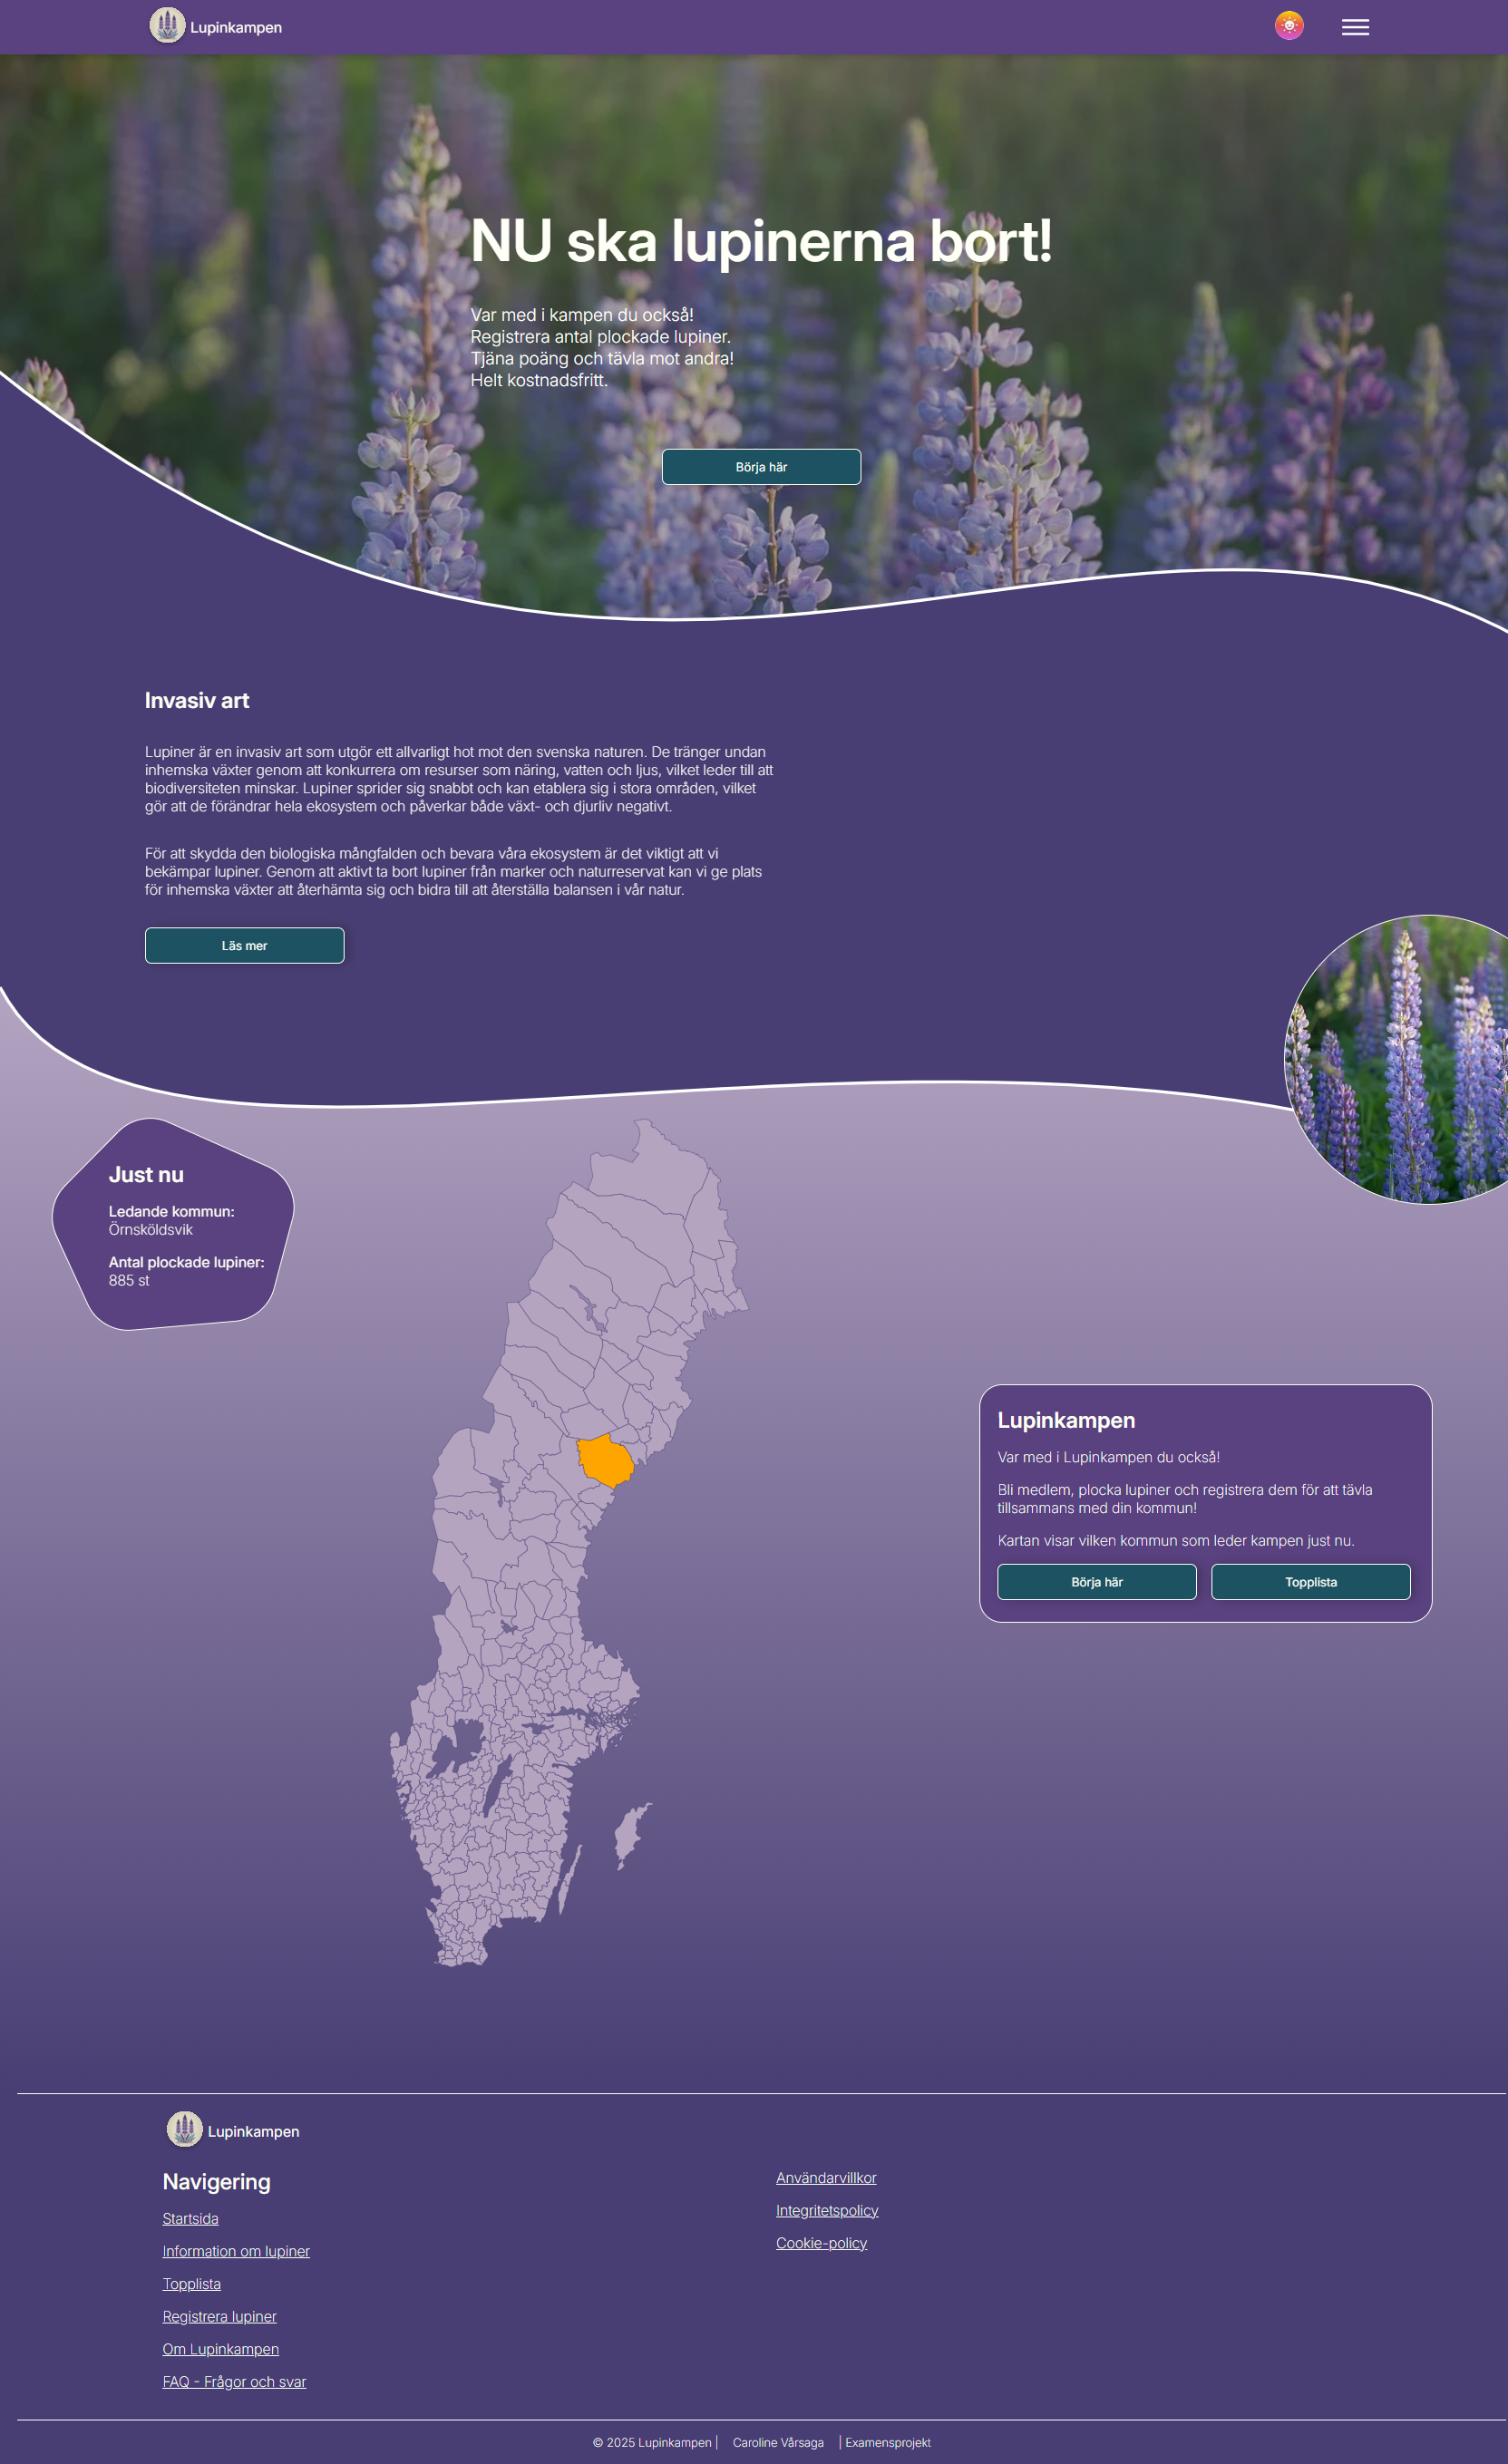 Lupinkampen
NU ska lupinerna bort!
Var med i kampen du också!
Registrera antal plockade lupiner.
Tjäna poäng och tävla mot andra!
Helt kostnadsfritt.
Börja här
Invasiv art
Lupiner är en invasiv art som utgör ett allvarligt hot mot den svenska naturen. De tränger undan
inhemska växter genom att konkurrera om resurser som näring, vatten och ljus, vilket leder till att
biodiversiteten minskar. Lupiner sprider sig snabbt och kan etablera sig i stora områden, vilket
gör att de förändrar hela ekosystem och påverkar både växt- och djurliv negativt.
För att skydda den biologiska mångfalden och bevara våra ekosystem är det viktigt att vi
bekämpar lupiner. Genom att aktivt ta bort lupiner från marker och naturreservat kan vi ge plats
för inhemska växter att återhämta sig och bidra till att återställa balansen i vår natur.
Läs mer
Just nu
Ledande kommun:
Örnsköldsvik
Antal plockade lupiner:
885 st
Lupinkampen
Var med i Lupinkampen du också!
Bli medlem, plocka lupiner och registrera dem för att tävla
tillsammans med din kommun!
Kartan visar vilken kommun som leder kampen just nu.
Börja här
Topplista
Lupinkampen
Navigering
Startsida
Information om lupiner
Topplista
Registrera lupiner
Om Lupinkampen
FAQ - Frågor och svar
Användarvillkor
Integritetspolicy
Cookie-policy
© 2025 Lupinkampen | Caroline Vårsaga | Examensprojekt